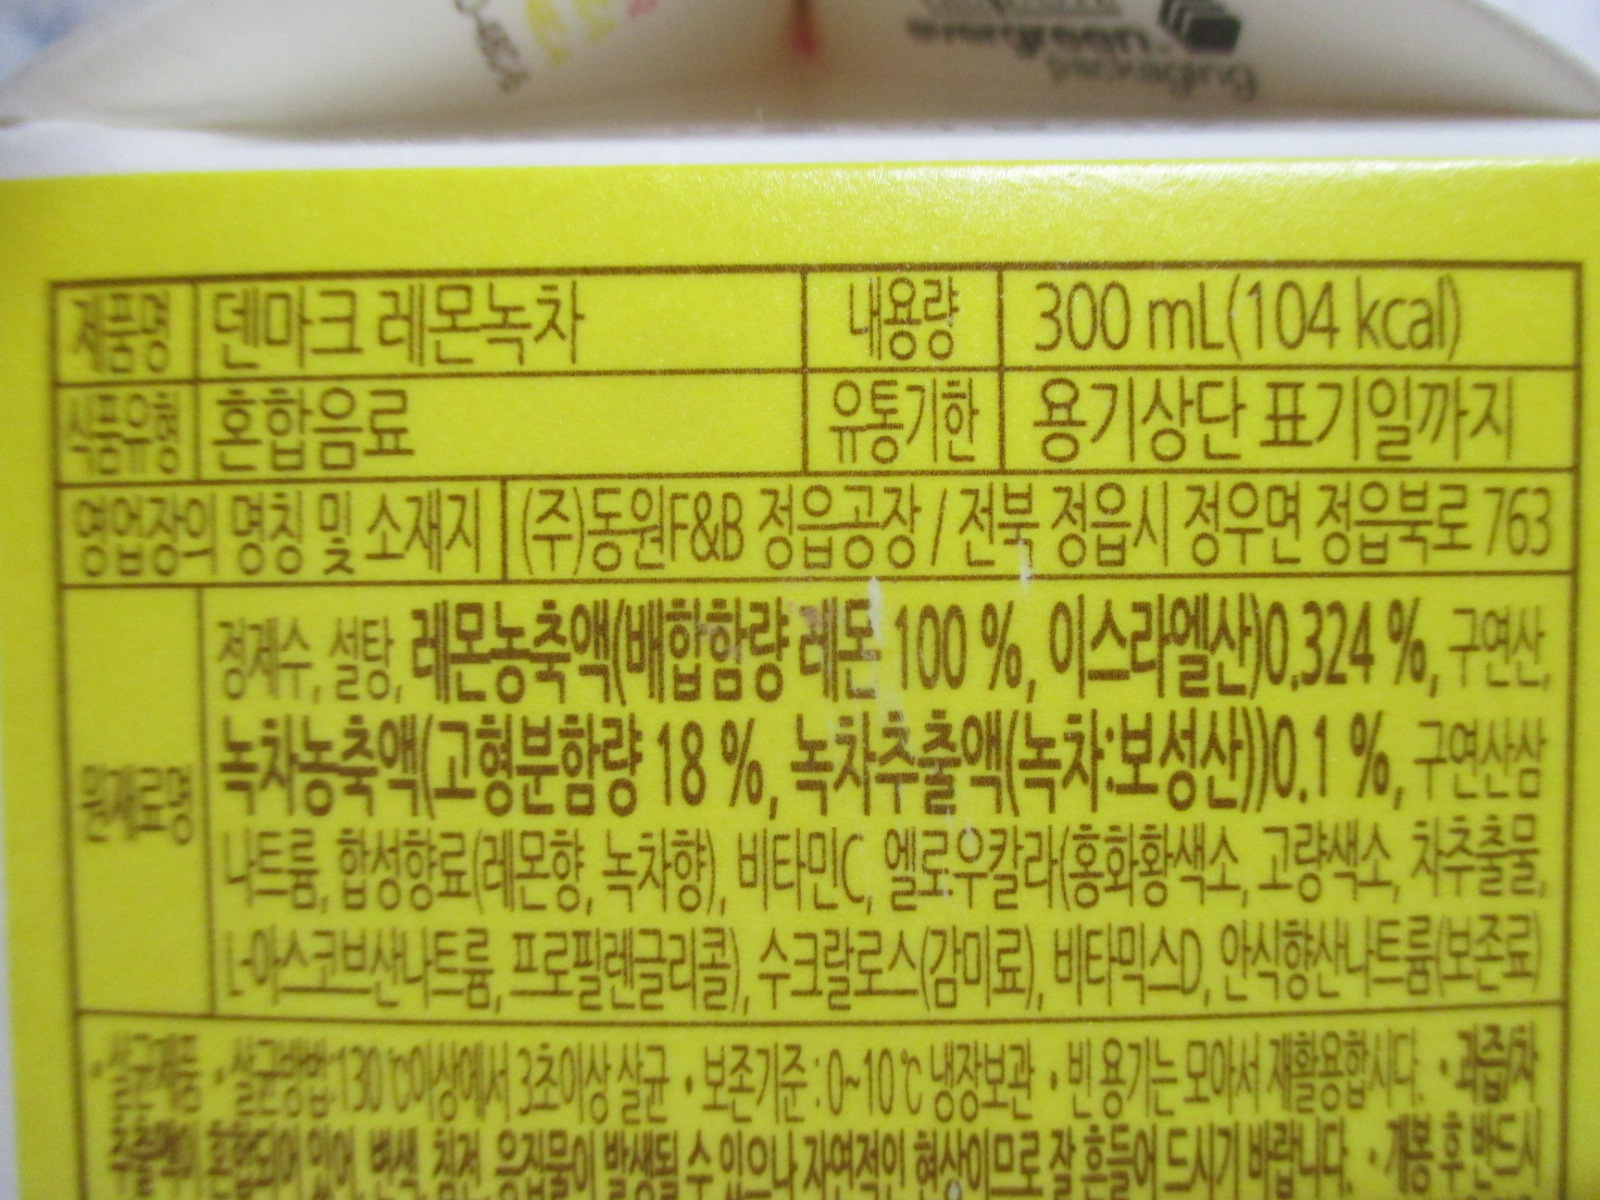 evergreen
packaging
제품명 덴마크 레몬녹차 내용량 300 mL(104 kcal)
식품유형 혼합음료 유통기한 용기상단 표기일까지
영업장의 명칭 및 소재지 (주)동원F&B 정읍공장 / 전북 정읍시 정우면 정읍북로 763
원재료명
정제수, 설탕, 레몬농축액(배합함량 레몬 100 %, 이스라엘산)0.324 %, 구연산,
녹차농축액(고형분함량 18 %, 녹차추출액(녹차:보성산))0.1 %, 구연산삼
나트륨, 합성향료(레몬향, 녹차향), 비타민C, 옐로우칼라(홍화황색소, 고량색소, 차추출물,
L-아스코브산나트륨, 프로필렌글리콜), 수크랄로스(감미료), 비타믹스D, 안식향산나트륨(보존료)
•살균제품 •살균방법:130℃이상에서 3초이상 살균 •보존기준 : 0~10℃ 냉장보관 •빈 용기는 모아서 재활용합시다. •과즙/차
혼합되어 있어, 변색, 침전, 응집물이 발생될 수 있으나 자연적인 현상이므로 잘 흔들어 드시기 바랍니다. •개봉 후 반드시